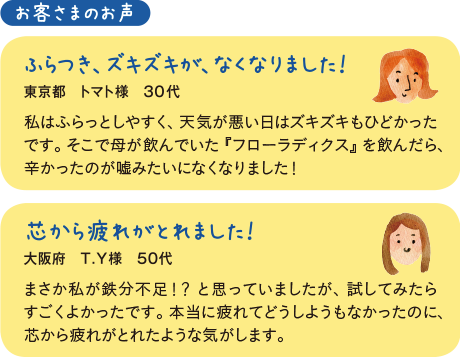 お客さまのお声
ふらつき、ズキズキが、なくなりました！
東京都　トマト様　30代
私はふらっとしやすく、天気が悪い日はズキズキもひどかった
です。そこで母が飲んでいた『フローラディクス』を飲んだら、
辛かったのが嘘みたいになくなりました！
芯から疲れがとれました！
大阪府　T.Y様　50代
まさか私が鉄分不足！？と思っていましたが、試してみたら
すごくよかったです。本当に疲れてどうしようもなかったのに、
芯から疲れがとれたような気がします。